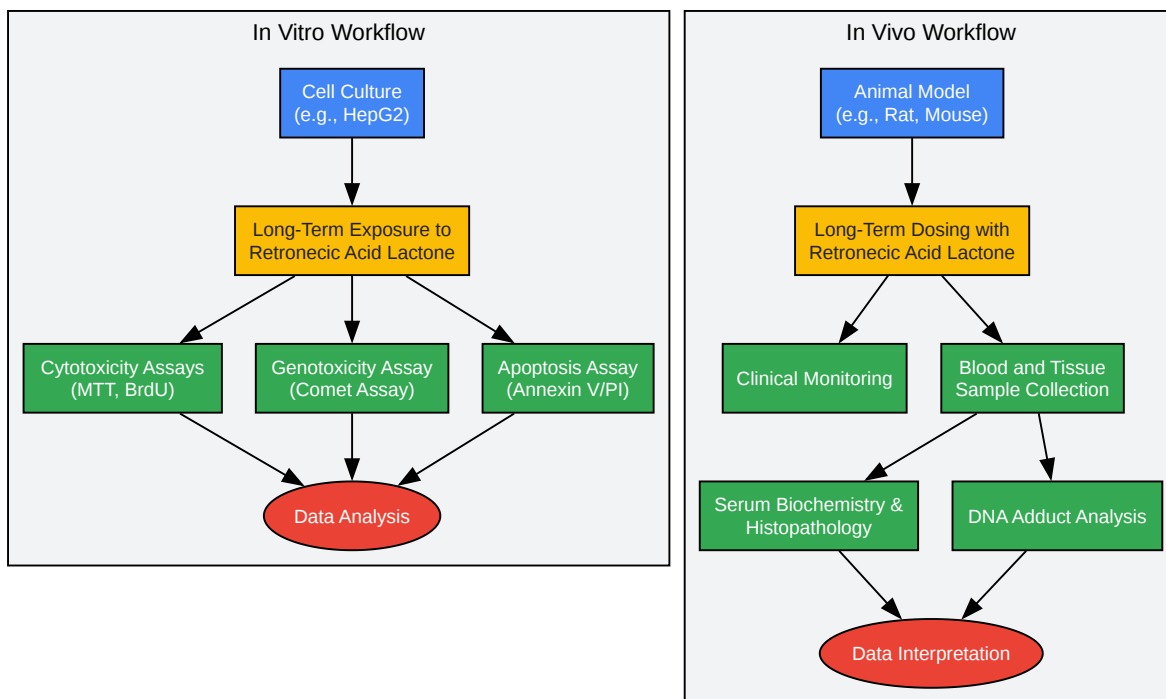 In Vitro Workflow
Cell Culture
(e.g., HepG2)
Long-Term Exposure to
Retronecic Acid Lactone
Cytotoxicity Assays
(MTT, BrdU)
Genotoxicity Assay
(Comet Assay)
Apoptosis Assay
(Annexin V/PI)
Data Analysis
In Vivo Workflow
Animal Model
(e.g., Rat, Mouse)
Long-Term Dosing with
Retronecic Acid Lactone
Clinical Monitoring
Blood and Tissue
Sample Collection
Serum Biochemistry &
Histopathology
DNA Adduct Analysis
Data Interpretation